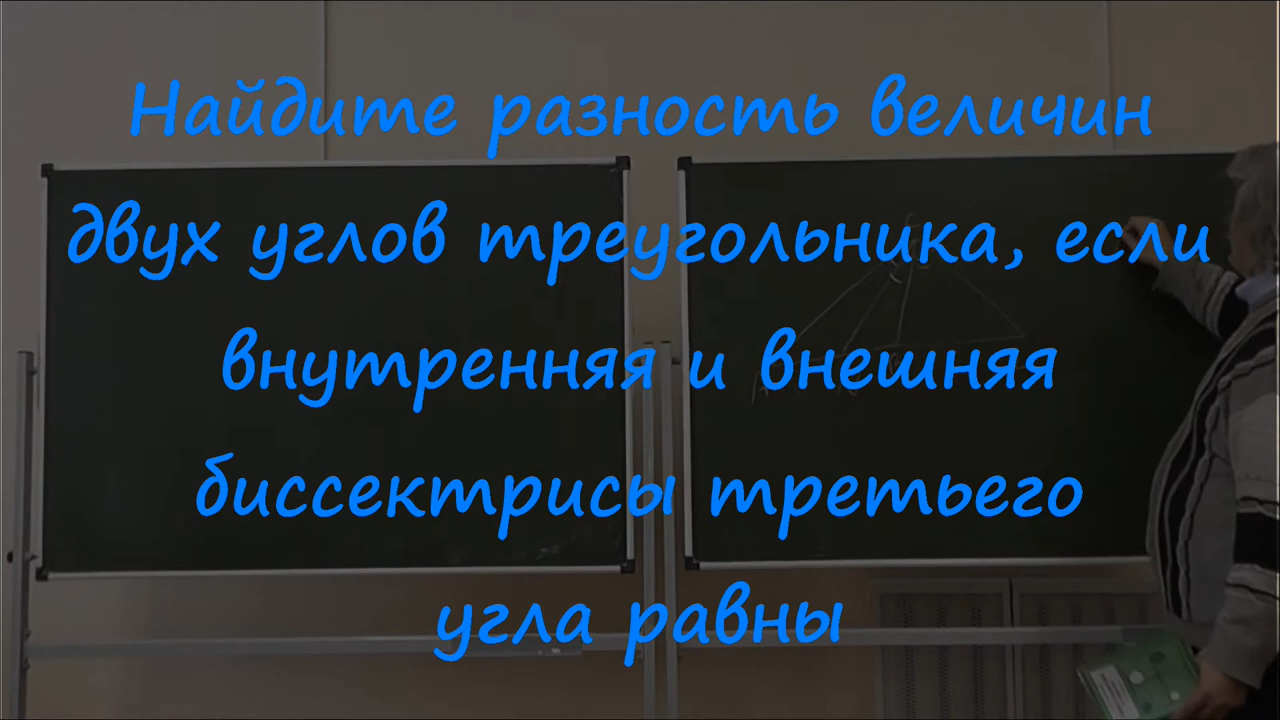 Найдите разность величин
двух углов треугольника, если
внутренняя и внешняя
биссектрисы третьего
угла равны